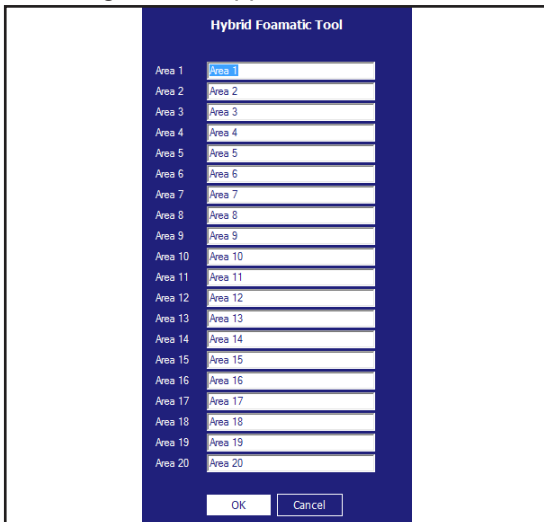 Hybrid Foamatic Tool
Area 1 Area 1
Area 2 Area 2
Area 3 Area 3
Area 4 Area 4
Area 5 Area 5
Area 6 Area 6
Area 7 Area 7
Area 8 Area 8
Area 9 Area 9
Area 10 Area 10
Area 11 Area 11
Area 12 Area 12
Area 13 Area 13
Area 14 Area 14
Area 15 Area 15
Area 16 Area 16
Area 17 Area 17
Area 18 Area 18
Area 19 Area 19
Area 20 Area 20
OK Cancel